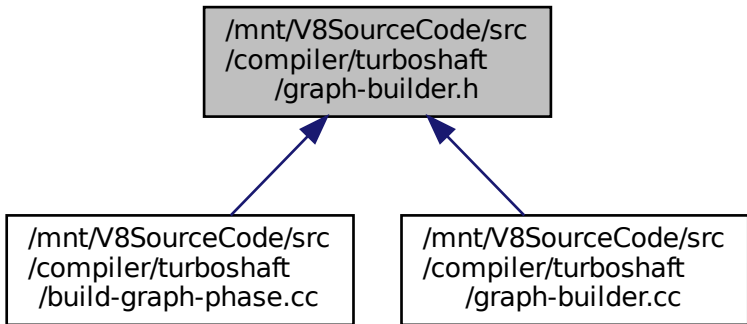 /mnt/V8SourceCode/src
/compiler/turboshaft
/graph-builder.h
/mnt/V8SourceCode/src
/compiler/turboshaft
/build-graph-phase.cc
/mnt/V8SourceCode/src
/compiler/turboshaft
/graph-builder.cc